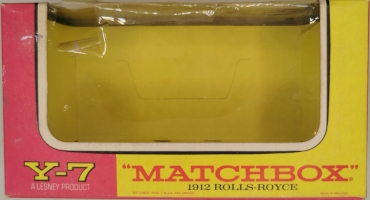 Y-7
A LESNEY PRODUCT
"MATCHBOX"
1912 ROLLS-ROYCE